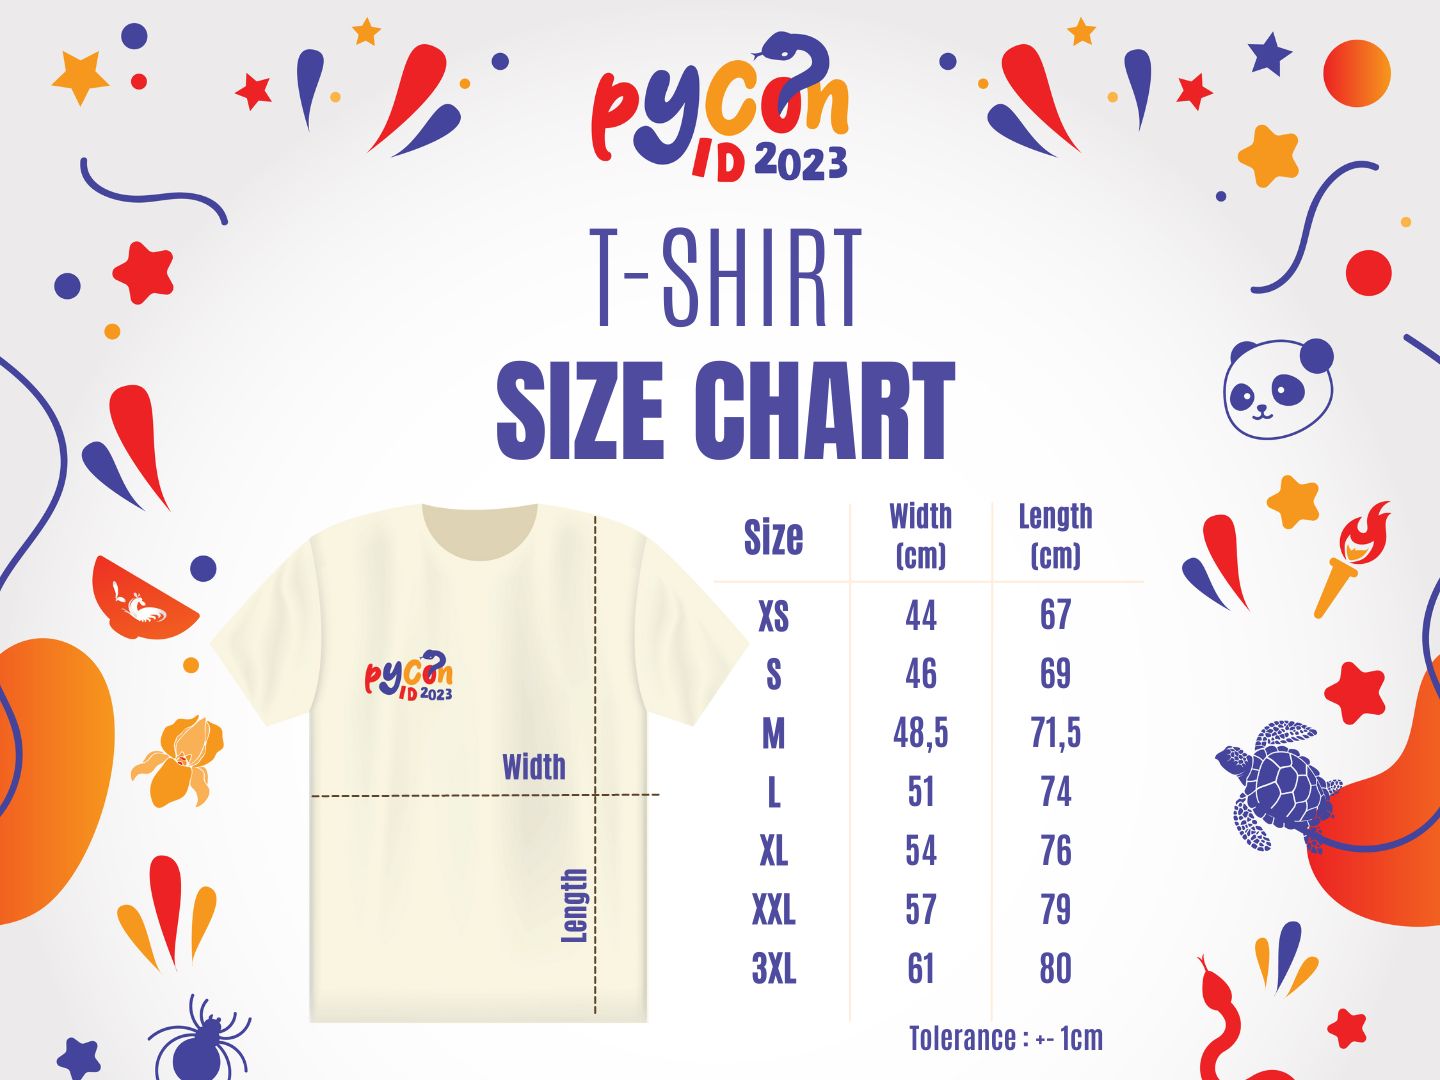 pyCon
ID 2023
T-SHIRT
SIZE CHART
Size Width (cm) Length (cm)
XS 44 67
S 46 69
M 48,5 71,5
L 51 74
XL 54 76
XXL 57 79
3XL 61 80
Tolerance : +- 1cm
pyCon
ID 2023
Width
Length